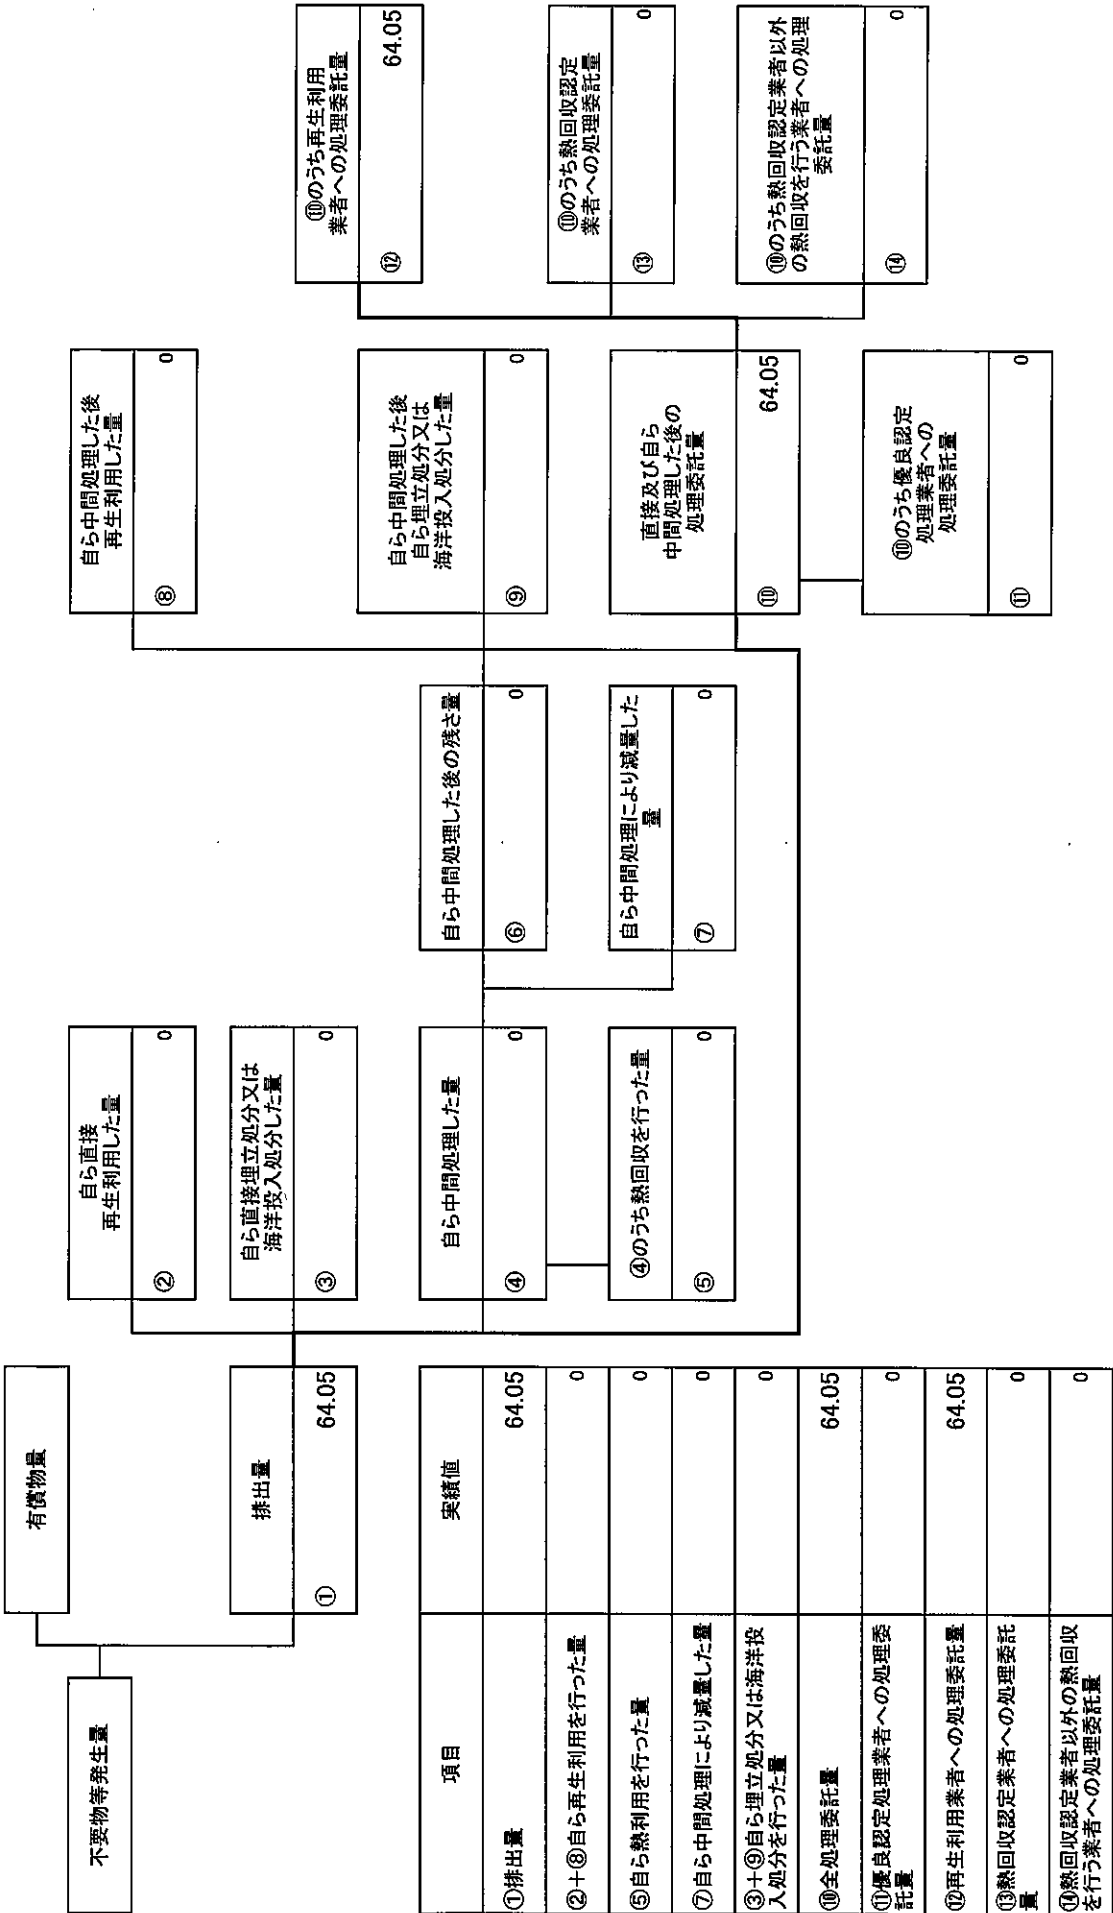 不要物等発生量
有償物量
排出量
① 64.05
自ら直接
再生利用した量
② 0
自ら直接埋立処分又は
海洋投入処分した量
③ 0
自ら中間処理した量
④ 0
④のうち熱回収を行った量
⑤ 0
自ら中間処理した後の残さ量
⑥ 0
自ら中間処理により減量した
量
⑦ 0
自ら中間処理した後
再生利用した量
⑧ 0
自ら中間処理した後
自ら埋立処分又は
海洋投入処分した量
⑨ 0
直接及び自ら
中間処理した後の
処理委託量
⑩ 64.05
⑩のうち優良認定
処理業者への
処理委託量
⑪ 0
⑩のうち再生利用
業者への処理委託量
⑫ 64.05
⑩のうち熱回収認定
業者への処理委託量
⑬ 0
⑩のうち熱回収認定業者以外
の熱回収を行う業者への処理
委託量
⑭ 0
項目 実績値
①排出量 64.05
②+⑧自ら再生利用を行った量 0
⑤自ら熱利用を行った量 0
⑦自ら中間処理により減量した量 0
③+⑨自ら埋立処分又は海洋投
入処分を行った量 0
⑩全処理委託量 64.05
⑪優良認定処理業者への処理委
託量 0
⑫再生利用業者への処理委託量 64.05
⑬熱回収認定業者への処理委託
量 0
⑭熱回収認定業者以外の熱回収
を行う業者への処理委託量 0